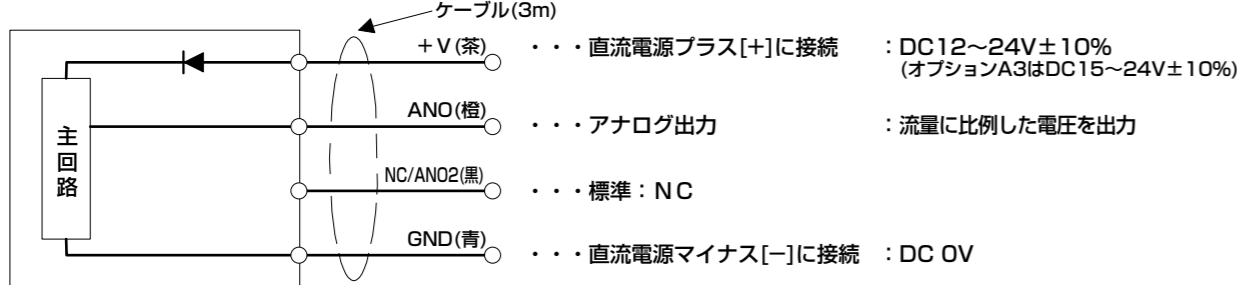 ケーブル(3m)
+V(茶) ・・・直流電源プラス[+]に接続 :DC12~24V±10%
(オプションA3はDC15~24V±10%)
ANO(橙) ・・・アナログ出力 :流量に比例した電圧を出力
主回路
NC/ANO2(黒) ・・・標準:NC
GND(青) ・・・直流電源マイナス[−]に接続 :DC 0V